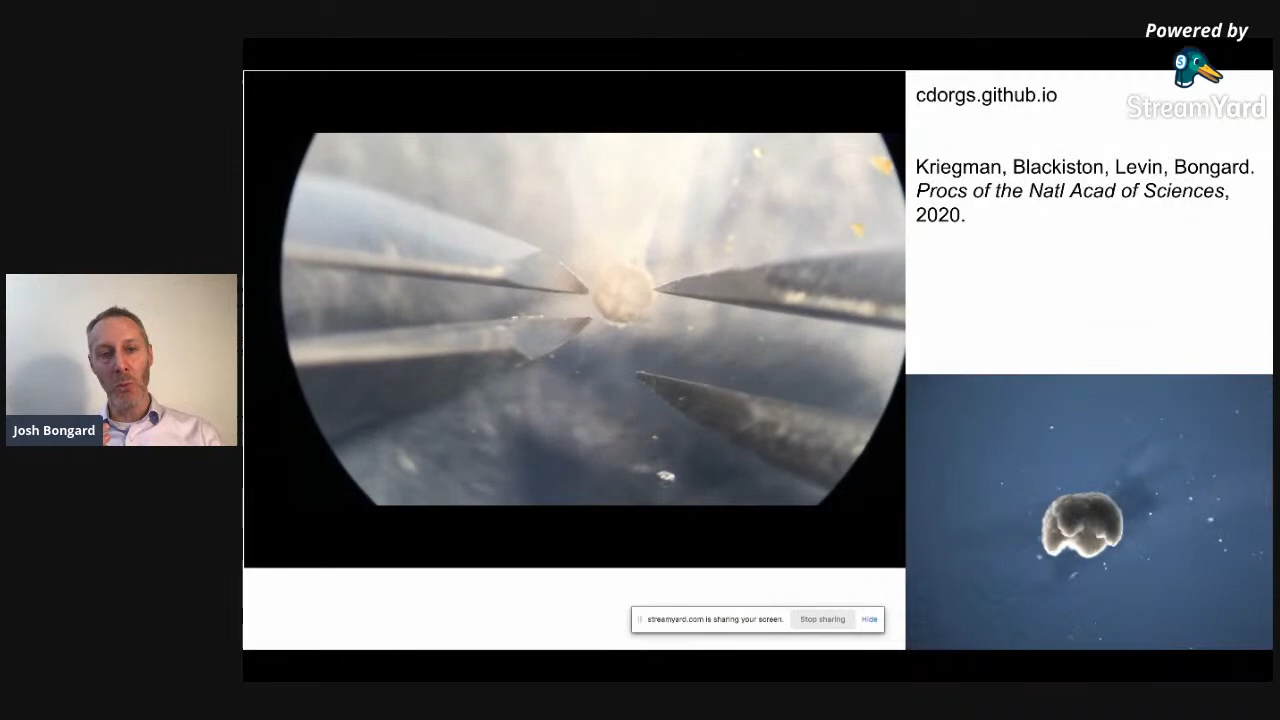 Powered by
StreamYard
cdorgs.github.io
Kriegman, Blackiston, Levin, Bongard.
Procs of the Natl Acad of Sciences,
2020.
Josh Bongard
streamyard.com is sharing your screen. Stop sharing Hide